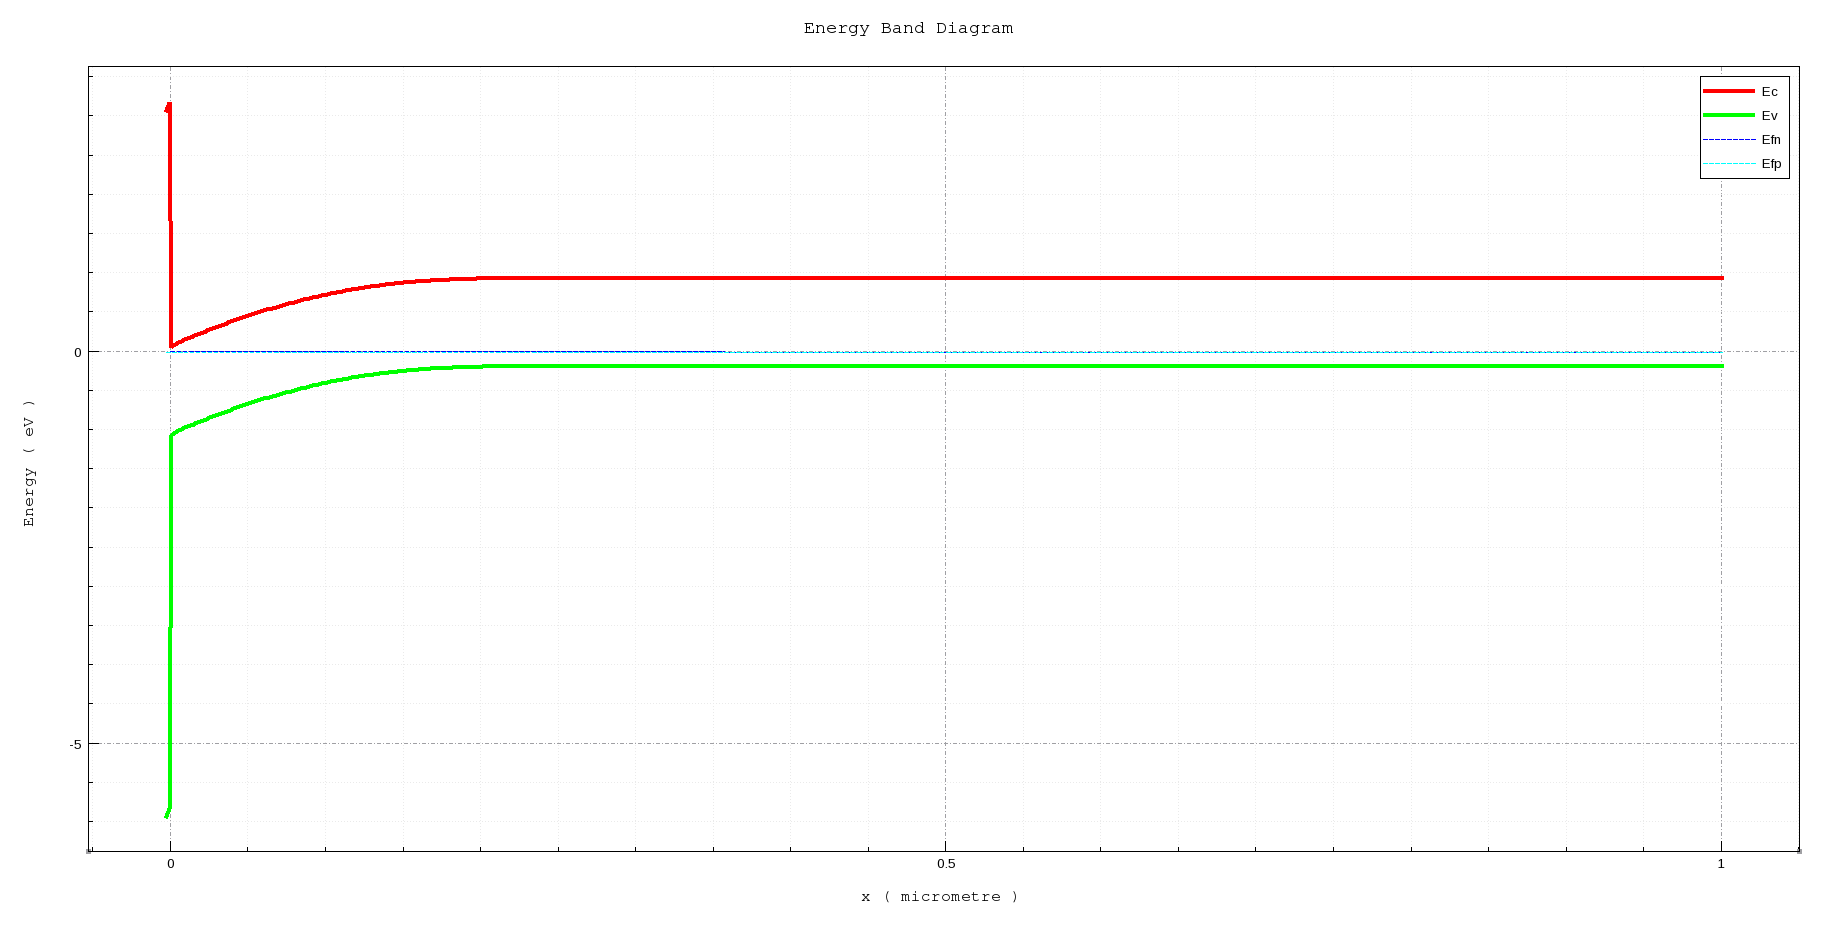 Energy Band Diagram
Ec
Ev
Efn
Efp
0
-5
Energy ( eV )
0
0.5
1
x ( micrometre )